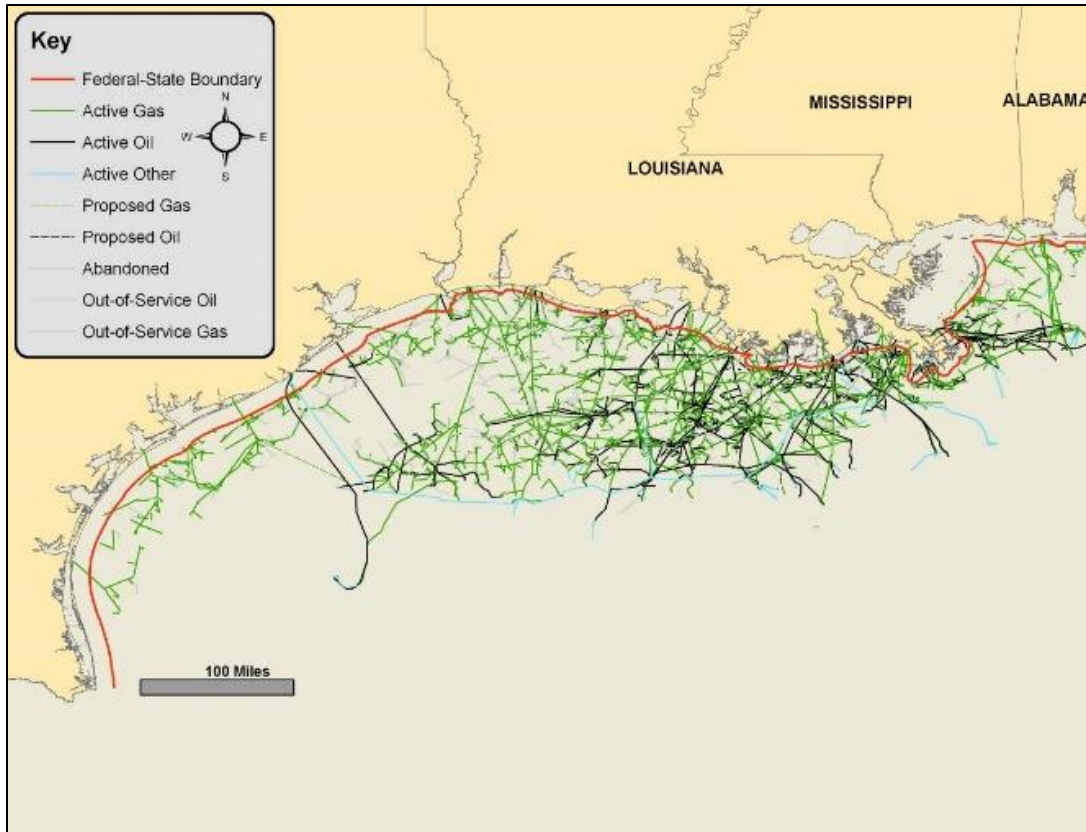 Key
Federal-State Boundary
Active Gas
Active Oil
Active Other
Proposed Gas
Proposed Oil
Abandoned
Out-of-Service Oil
Out-of-Service Gas
N
W
E
S
MISSISSIPPI
ALABAMA
LOUISIANA
100 Miles